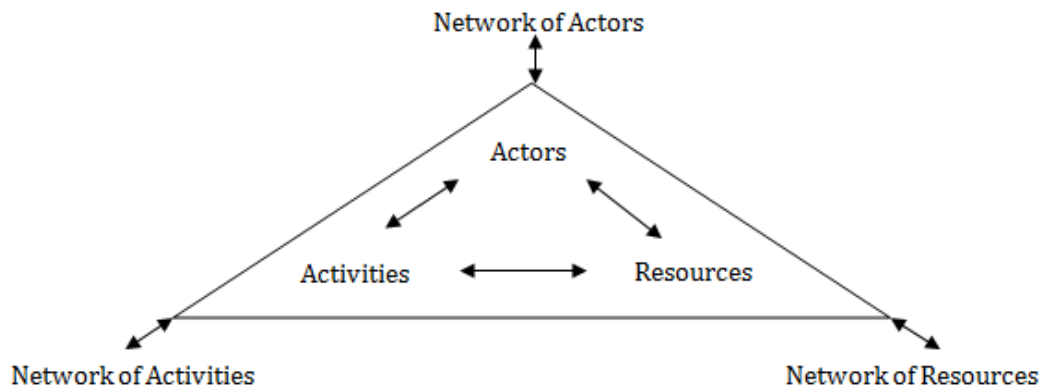 Network of Actors
Actors
Activities
Resources
Network of Activities
Network of Resources